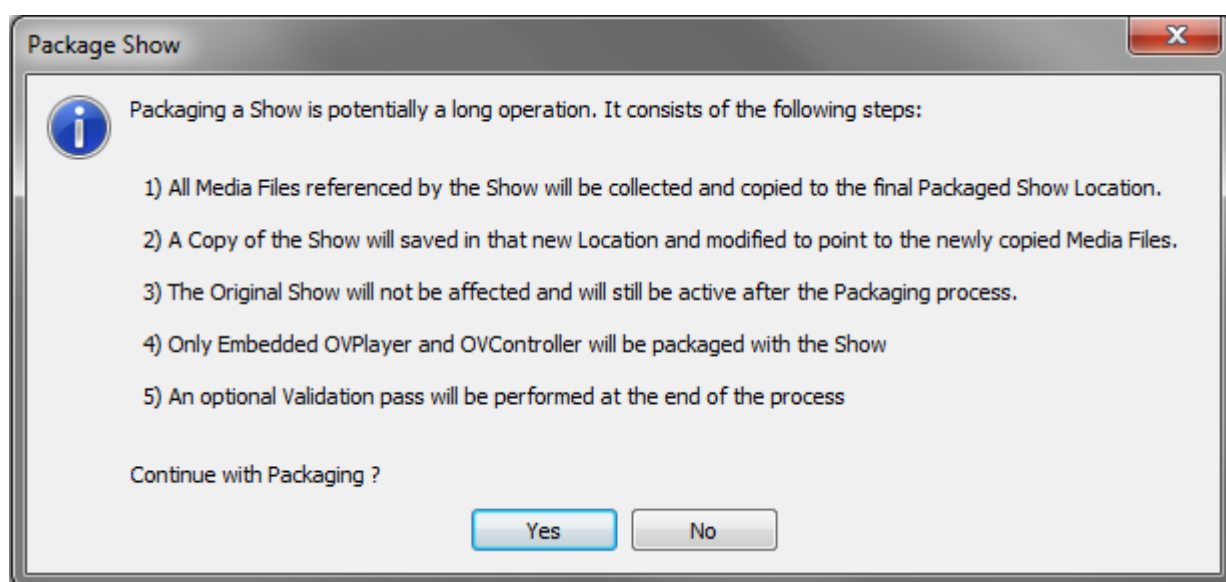 Package Show
Packaging a Show is potentially a long operation. It consists of the following steps:
1) All Media Files referenced by the Show will be collected and copied to the final Packaged Show Location.
2) A Copy of the Show will saved in that new Location and modified to point to the newly copied Media Files.
3) The Original Show will not be affected and will still be active after the Packaging process.
4) Only Embedded OVPlayer and OVController will be packaged with the Show
5) An optional Validation pass will be performed at the end of the process
Continue with Packaging ?
Yes No